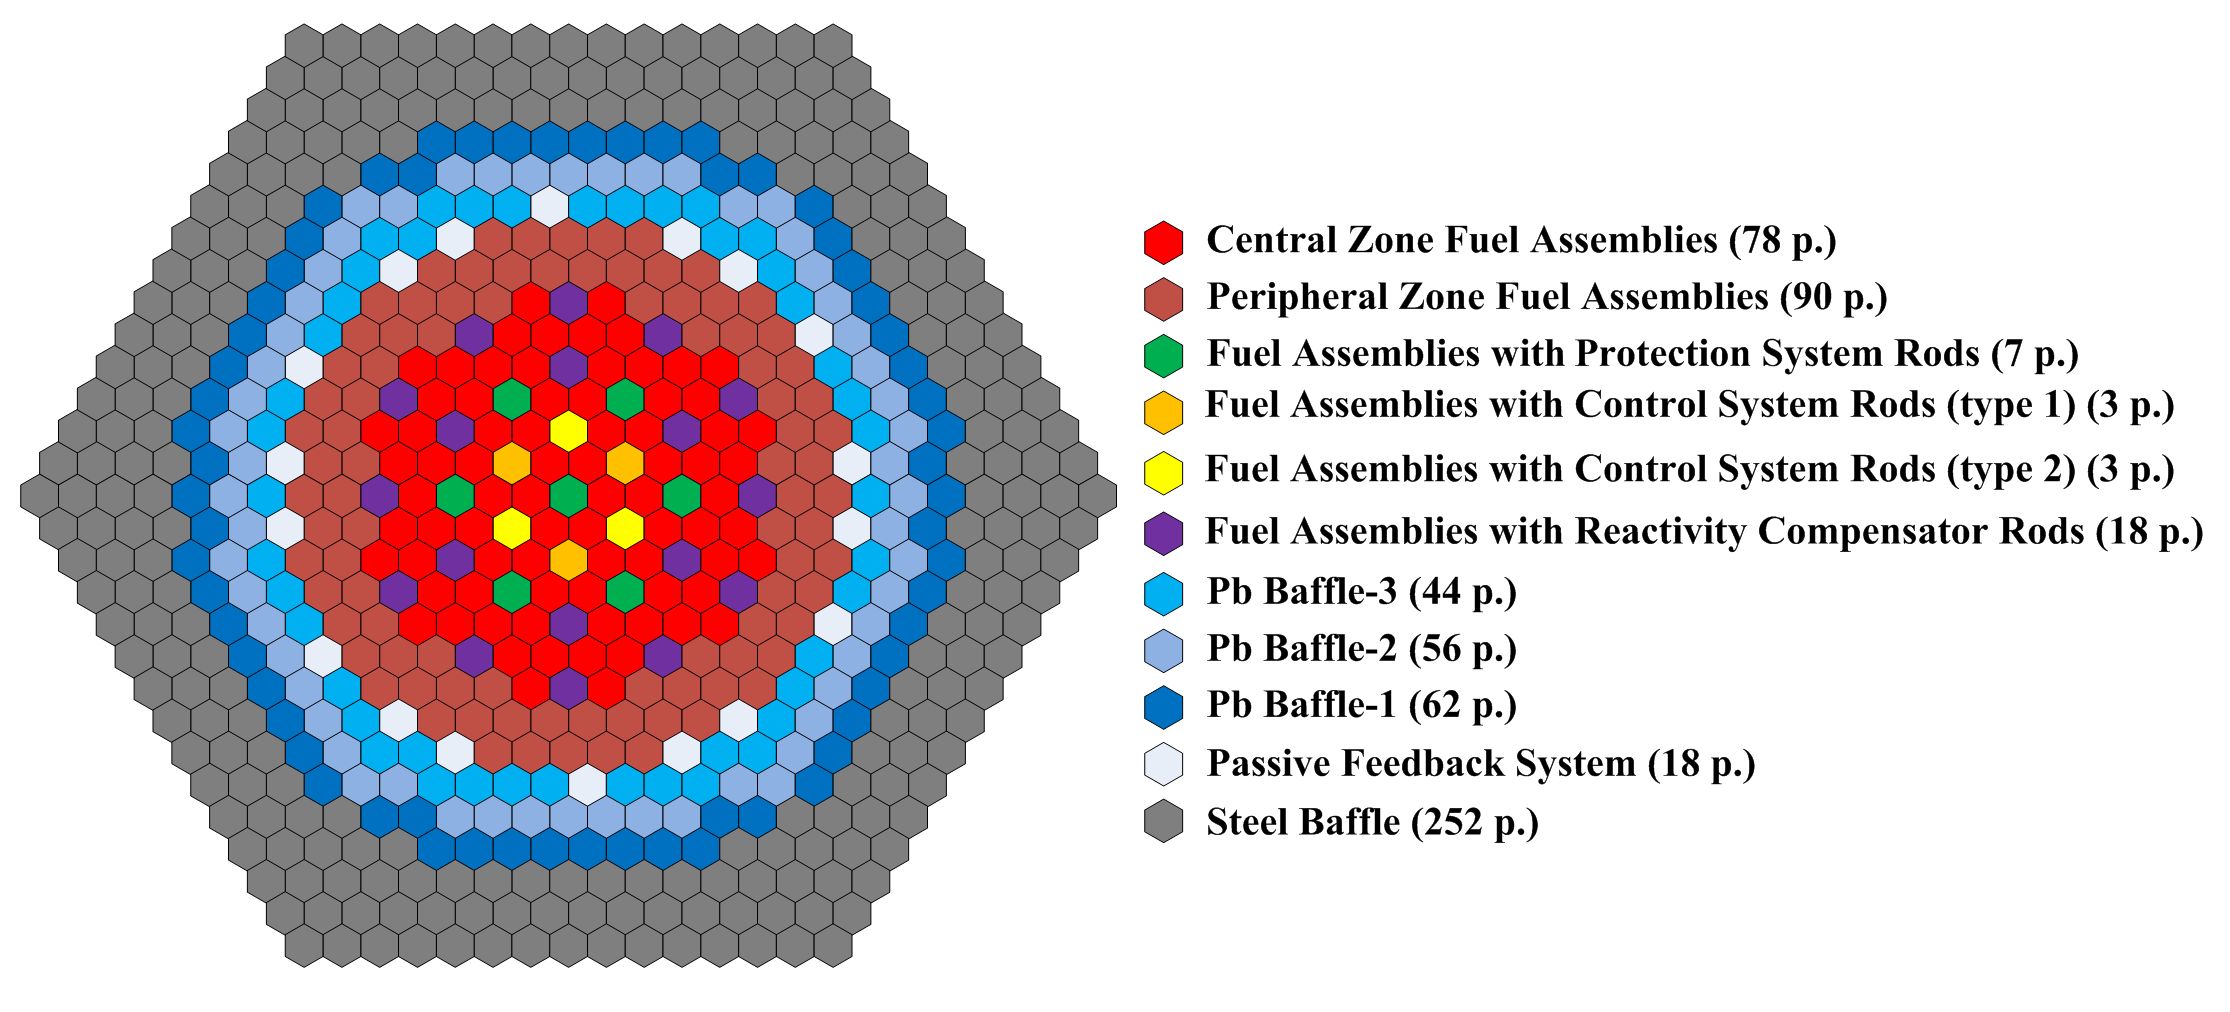 Central Zone Fuel Assemblies (78 p.)
Peripheral Zone Fuel Assemblies (90 p.)
Fuel Assemblies with Protection System Rods (7 p.)
Fuel Assemblies with Control System Rods (type 1) (3 p.)
Fuel Assemblies with Control System Rods (type 2) (3 p.)
Fuel Assemblies with Reactivity Compensator Rods (18 p.)
Pb Baffle-3 (44 p.)
Pb Baffle-2 (56 p.)
Pb Baffle-1 (62 p.)
Passive Feedback System (18 p.)
Steel Baffle (252 p.)